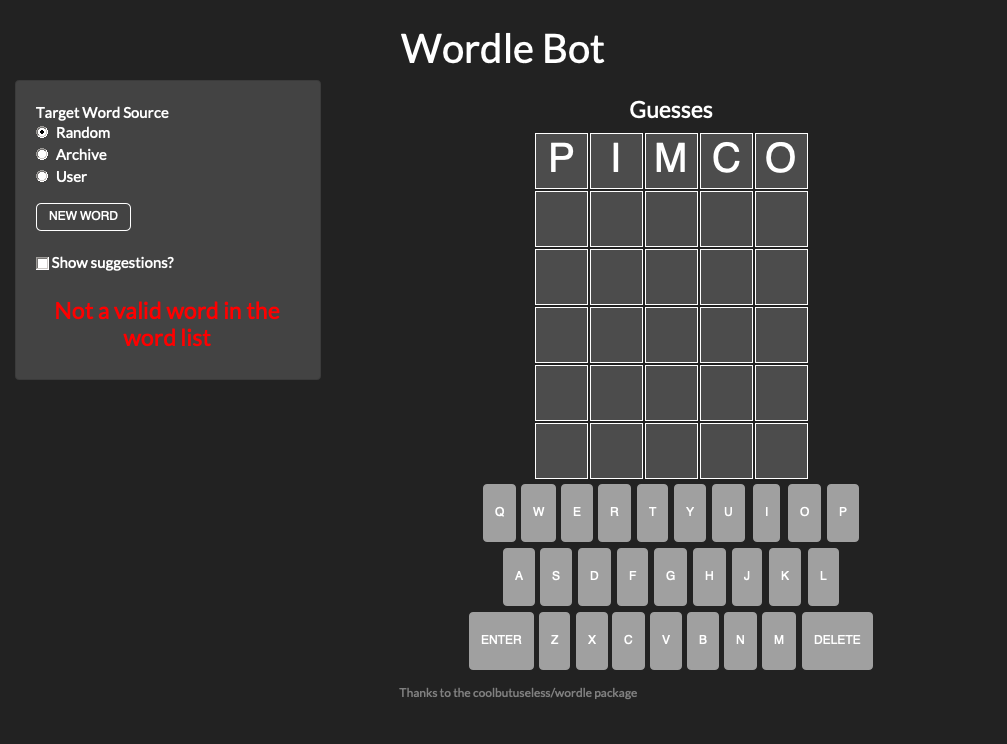 Wordle Bot
Target Word Source
Random
Archive
User
NEW WORD
Show suggestions?
Not a valid word in the
word list
Guesses
P I M C O
Q W E R T Y U I O P
A S D F G H J K L
ENTER Z X C V B N M DELETE
Thanks to the coolbutuseless/wordle package